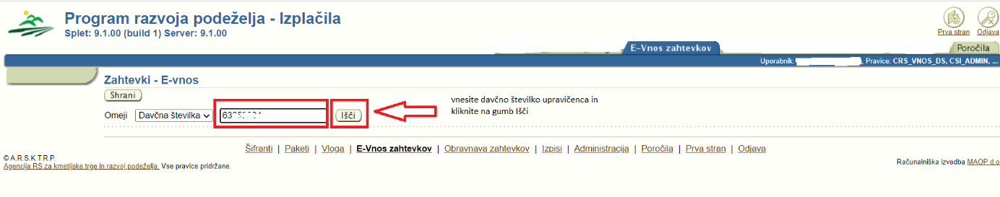 Program razvoja podeželja - Izplačila
Splet: 9.1.00 (build 1) Server: 9.1.00
Prva stran Odjava
E-Vnos zahtevkov Poročila
Uporabnik: , Pravice: CRS_VNOS_DS, CSI_ADMIN, ...
Zahtevki - E-vnos
Shrani
vnesite davčno številko upravičenca in
kliknite na gumb Išči
Omeji Davčna številka Išči
Šifranti | Paketi | Vloga | E-Vnos zahtevkov | Obravnava zahtevkov | Izpisi | Administracija | Poročila | Prva stran | Odjava
© A.R.S.K.T.R.P.
Agencija RS za kmetijske trge in razvoj podeželja. Vse pravice pridržane.
Računalniška izvedba MAOP d.o